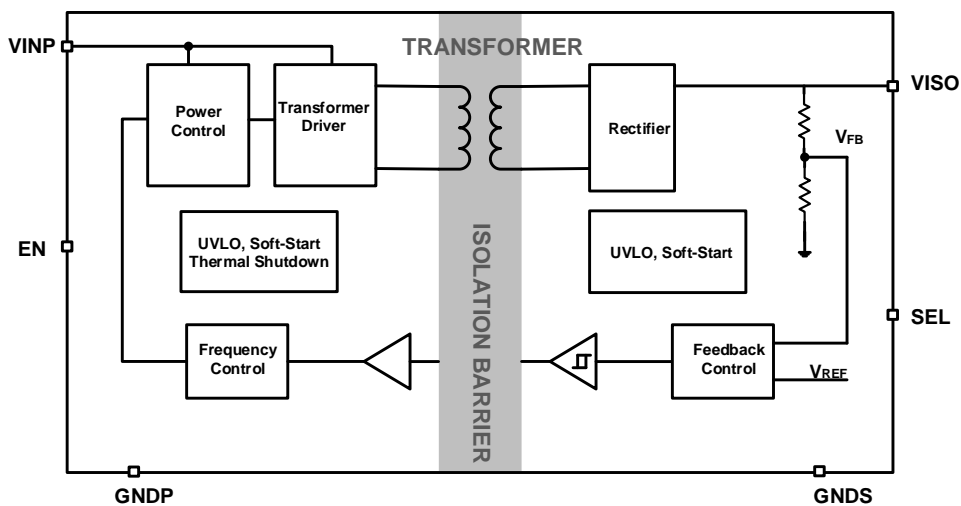 TRANSFORMER
VINP
VISO
Power
Control
Transformer
Driver
Rectifier
VFB
EN
UVLO, Soft-Start
Thermal Shutdown
ISOLATION BARRIER
UVLO, Soft-Start
SEL
Frequency
Control
Feedback
Control
VREF
GNDP
GNDS